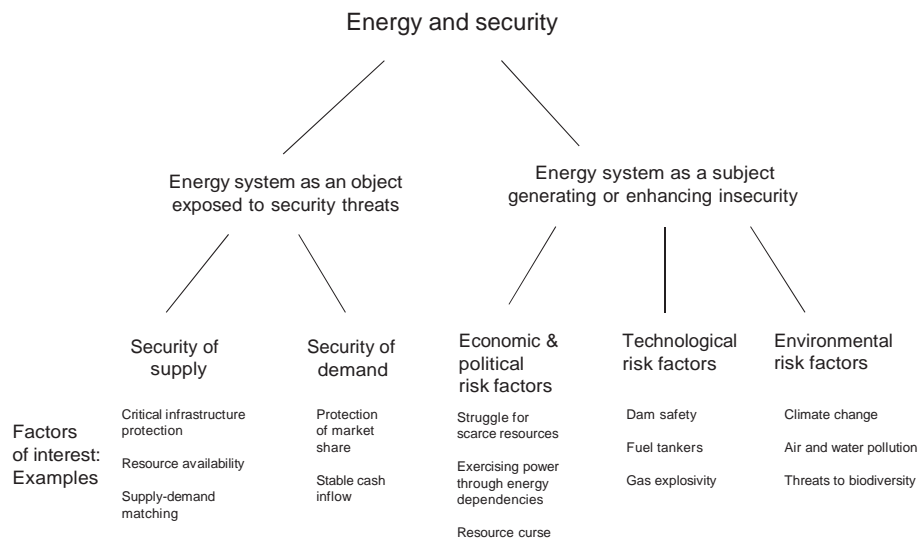 Energy and security
Energy system as an object
exposed to security threats
Energy system as a subject
generating or enhancing insecurity
Security of
supply
Security of
demand
Economic &
political
risk factors
Technological
risk factors
Environmental
risk factors
Factors
of interest:
Examples
Critical infrastructure
protection
Resource availability
Supply-demand
matching
Protection
of market
share
Stable cash
inflow
Struggle for
scarce resources
Exercising power
through energy
dependencies
Resource curse
Dam safety
Fuel tankers
Gas explosivity
Climate change
Air and water pollution
Threats to biodiversity